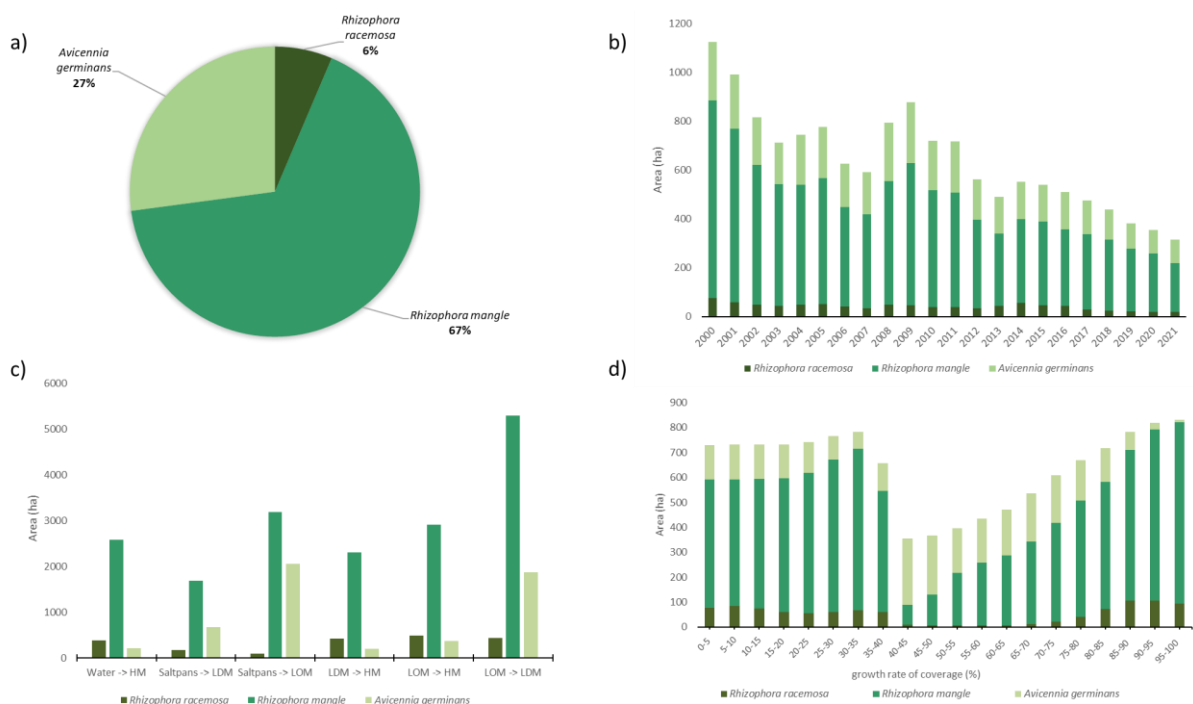 a)
Rhizophora
racemosa
6%
Avicennia
germinans
27%
Rhizophora mangle
67%
b)
1200
1000
800
600
400
200
0
Area (ha)
2000 2001 2002 2003 2004 2005 2006 2007 2008 2009 2010 2011 2012 2013 2014 2015 2016 2017 2018 2019 2020 2021
Rhizophora racemosa Rhizophora mangle Avicennia germinans
c)
6000
5000
4000
3000
2000
1000
0
Area (ha)
Water -> HM Saltpans -> LDM Saltpans -> LOM LDM -> HM LOM -> HM LOM -> LDM
Rhizophora racemosa Rhizophora mangle Avicennia germinans
d)
900
800
700
600
500
400
300
200
100
0
Area (ha)
0-5 5-10 10-15 15-20 20-25 25-30 30-35 35-40 40-45 45-50 50-55 55-60 60-65 65-70 70-75 75-80 80-85 85-90 90-95 95-100
growth rate of coverage (%)
Rhizophora racemosa Rhizophora mangle Avicennia germinans